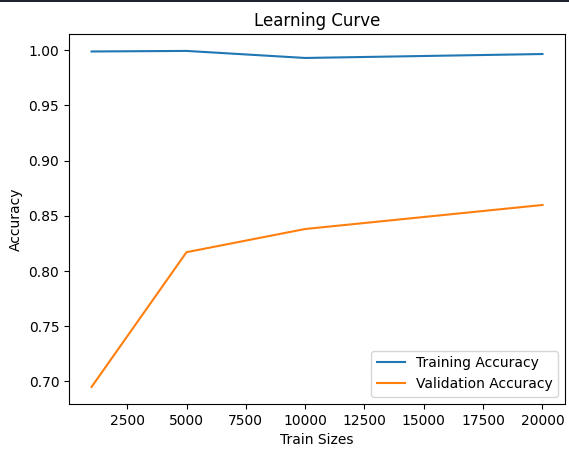 Learning Curve
1.00
0.95
0.90
0.85
0.80
0.75
0.70
Accuracy
Training Accuracy
Validation Accuracy
2500 5000 7500 10000 12500 15000 17500 20000
Train Sizes